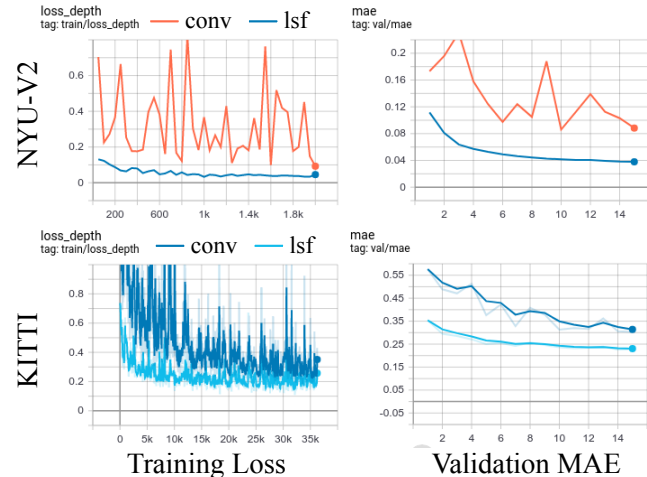 loss_depth
tag: train/loss_depth
conv
lsf
mae
tag: val/mae
NYU-V2
0.6
0.4
0.2
0
200 600 1k 1.4k 1.8k
0.2
0.16
0.12
0.08
0.04
0
2 4 6 8 10 12 14
loss_depth
tag: train/loss_depth
conv
lsf
mae
tag: val/mae
KITTI
0.8
0.6
0.4
0.2
0
0 5k 10k 15k 20k 25k 30k 35k
0.55
0.45
0.35
0.25
0.15
0.05
-0.05
2 4 6 8 10 12 14
Training Loss
Validation MAE